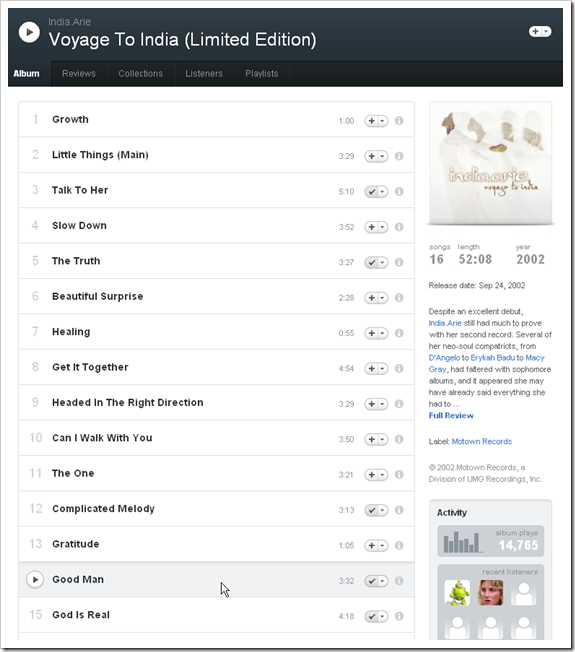 India.Arie
Voyage To India (Limited Edition)
Album Reviews Collections Listeners Playlists
1 Growth 1:00
2 Little Things (Main) 3:29
3 Talk To Her 5:10
4 Slow Down 3:52
5 The Truth 3:27
6 Beautiful Surprise 2:28
7 Healing 0:55
8 Get It Together 4:54
9 Headed In The Right Direction 3:29
10 Can I Walk With You 3:50
11 The One 3:21
12 Complicated Melody 3:13
13 Gratitude 1:05
Good Man 3:32
15 God Is Real 4:18
india.arie
voyage to india
songs length year
16 52:08 2002
Release date: Sep 24, 2002
Despite an excellent debut,
India.Arie still had much to prove
with her second record. Several of
her neo-soul compatriots, from
D'Angelo to Erykah Badu to Macy
Gray, had faltered with sophomore
albums, and it appeared she may
have already said everything she
had to ...
Full Review
Label: Motown Records
© 2002 Motown Records, a
Division of UMG Recordings, Inc.
Activity
album plays
14,765
recent listeners